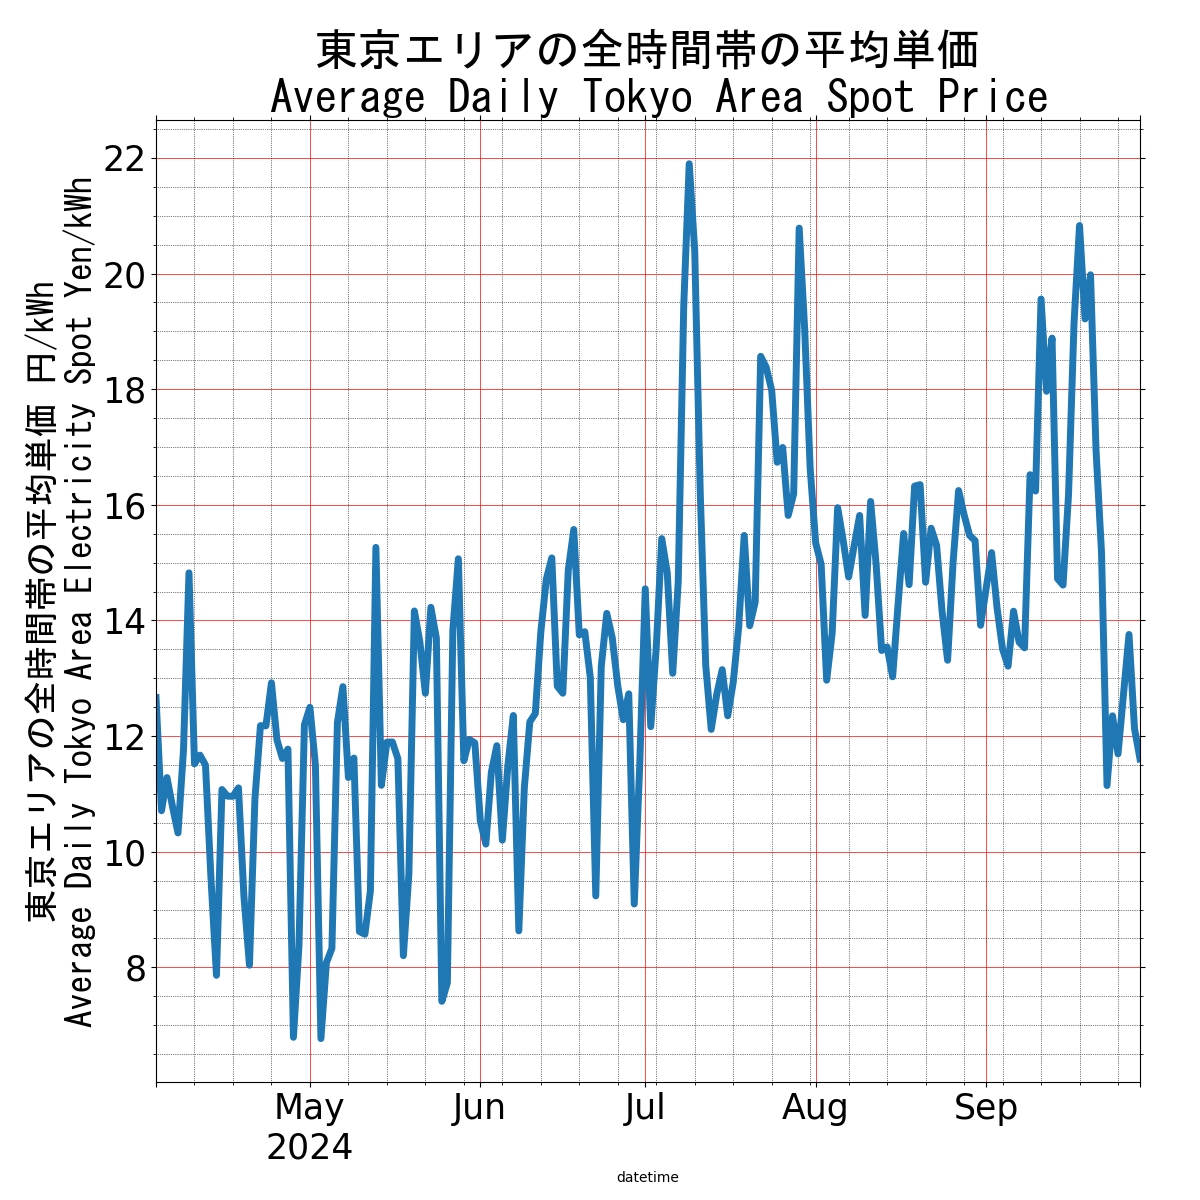 東京エリアの全時間帯の平均単価
Average Daily Tokyo Area Spot Price
東京エリアの全時間帯の平均単価 円/kWh
Average Daily Tokyo Area Electricity Spot Yen/kWh
22
20
18
16
14
12
10
8
May
2024
Jun
Jul
Aug
Sep
datetime